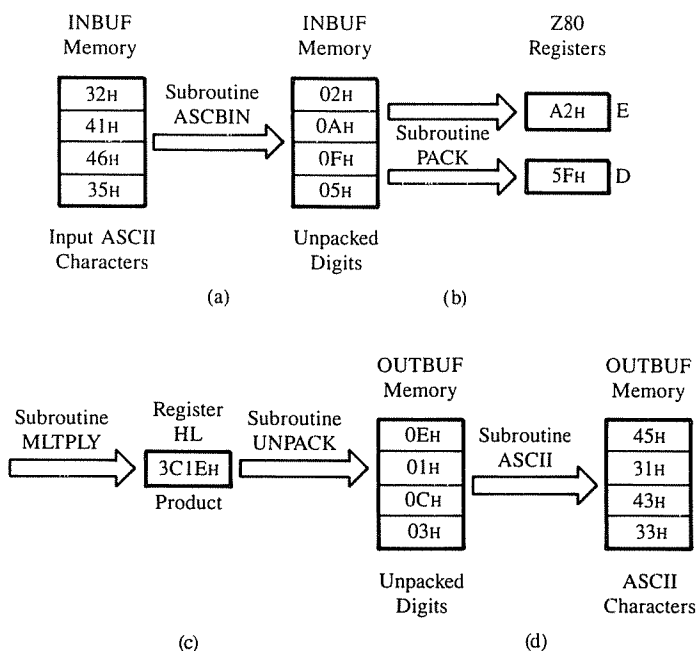 INBUF
Memory
32H
41H
46H
35H
Input ASCII
Characters
Subroutine
ASCBIN
(a)
INBUF
Memory
02H
0AH
0FH
05H
Unpacked
Digits
Subroutine
PACK
(b)
Z80
Registers
A2H E
5FH D
Subroutine
MLTPLY
Register
HL
3C1EH
Product
Subroutine
UNPACK
(c)
OUTBUF
Memory
0EH
01H
0CH
03H
Unpacked
Digits
Subroutine
ASCII
(d)
OUTBUF
Memory
45H
31H
43H
33H
ASCII
Characters